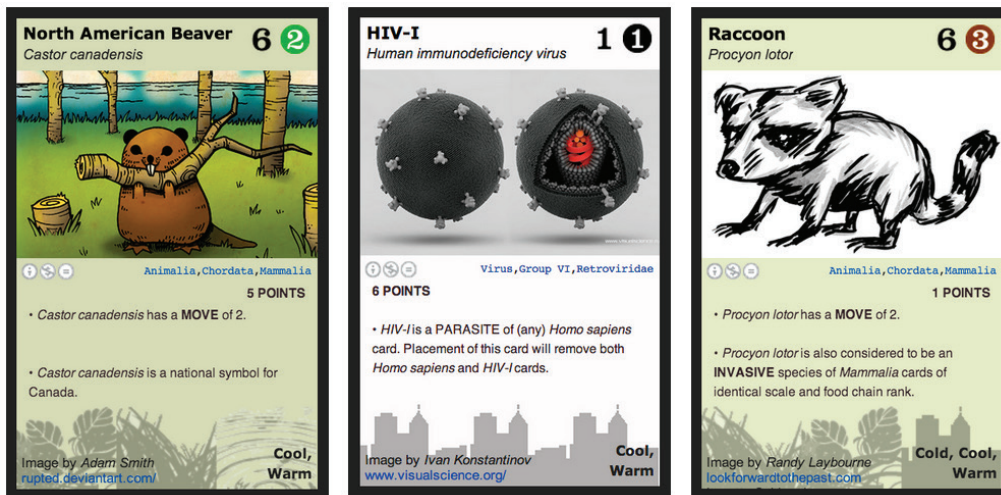 North American Beaver 6 2
Castor canadensis
Animalia,Chordata,Mammalia
5 POINTS
• Castor canadensis has a MOVE of 2.
• Castor canadensis is a national symbol for
Canada.
Image by Adam Smith
rupted.deviantart.com/
Cool,
Warm
HIV-I 1 1
Human immunodeficiency virus
www.visualscience.ru
Virus,Group VI,Retroviridae
6 POINTS
• HIV-I is a PARASITE of (any) Homo sapiens
card. Placement of this card will remove both
Homo sapiens and HIV-I cards.
Image by Ivan Konstantinov
www.visualscience.org/
Cool,
Warm
Raccoon 6 3
Procyon lotor
Animalia,Chordata,Mammalia
1 POINTS
• Procyon lotor has a MOVE of 2.
• Procyon lotor is also considered to be an
INVASIVE species of Mammalia cards of
identical scale and food chain rank.
Image by Randy Laybourne
lookforwardtothepast.com
Cold, Cool,
Warm